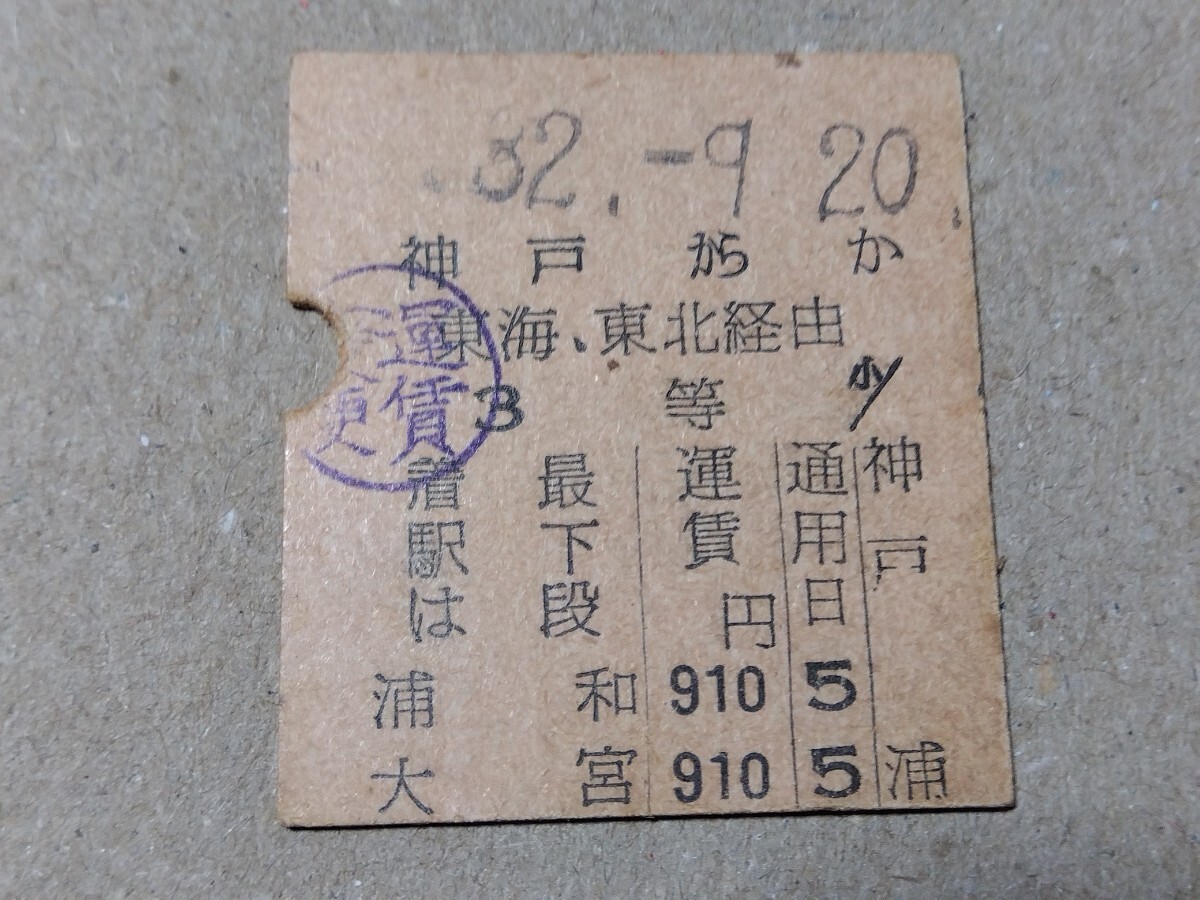 32.-9 20
神戸からか
東海、東北経由
3等 小
運
賃
着駅は
最下段
運賃円
通用日
神戸
浦和 910 5
大宮 910 5
浦